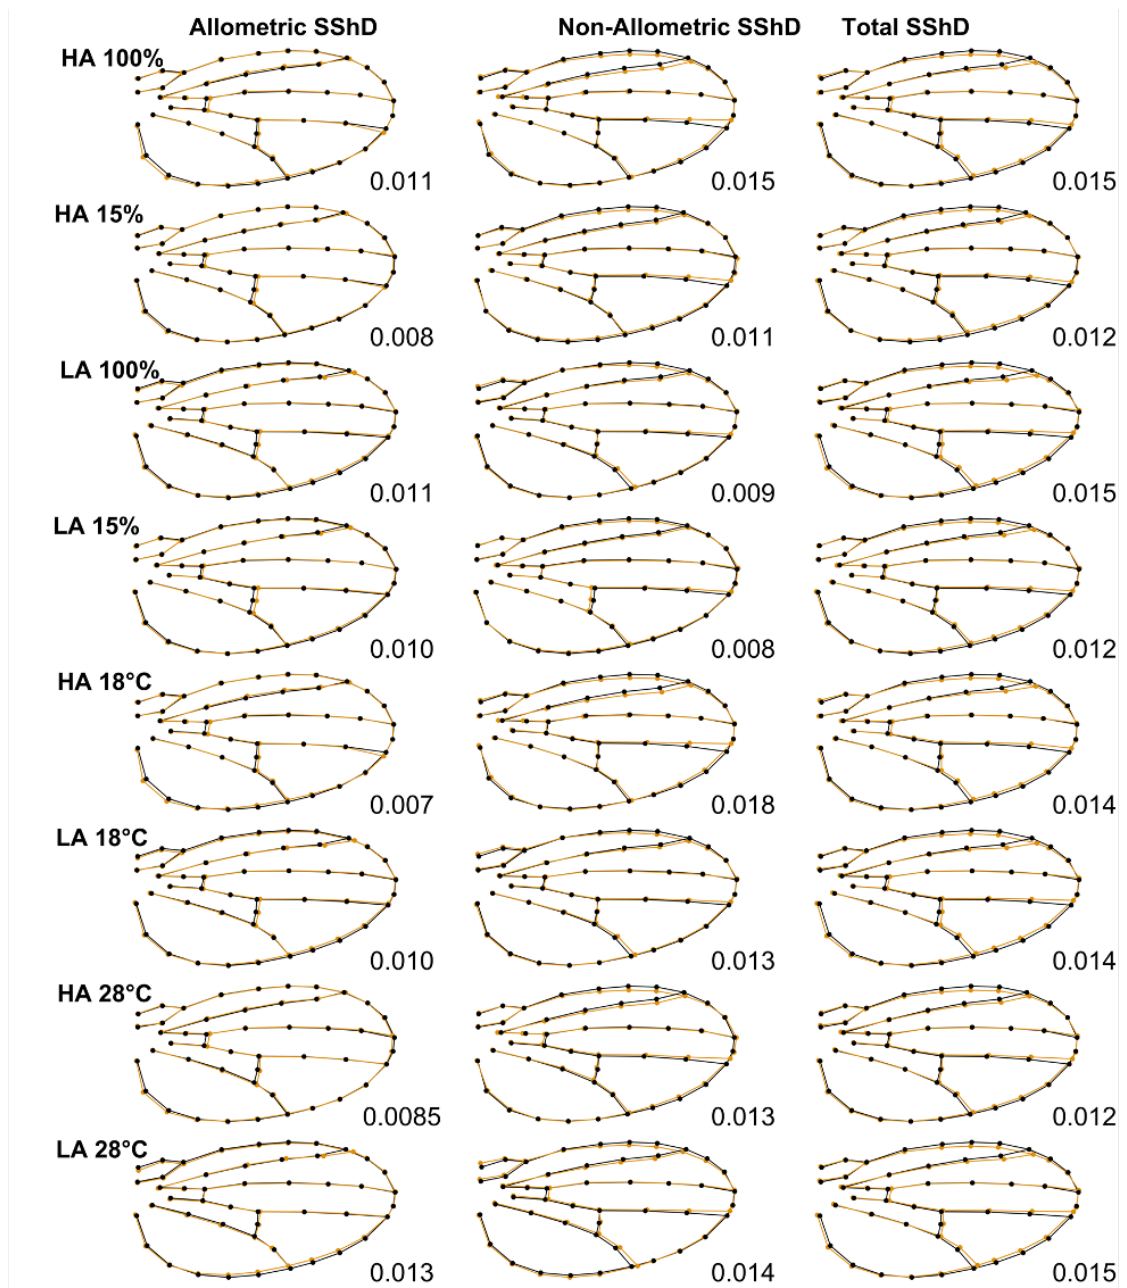 Allometric SShD Non-Allometric SShD Total SShD
HA 100%
0.011 0.015 0.015
HA 15%
0.008 0.011 0.012
LA 100%
0.011 0.009 0.015
LA 15%
0.010 0.008 0.012
HA 18°C
0.007 0.018 0.014
LA 18°C
0.010 0.013 0.014
HA 28°C
0.0085 0.013 0.012
LA 28°C
0.013 0.014 0.015